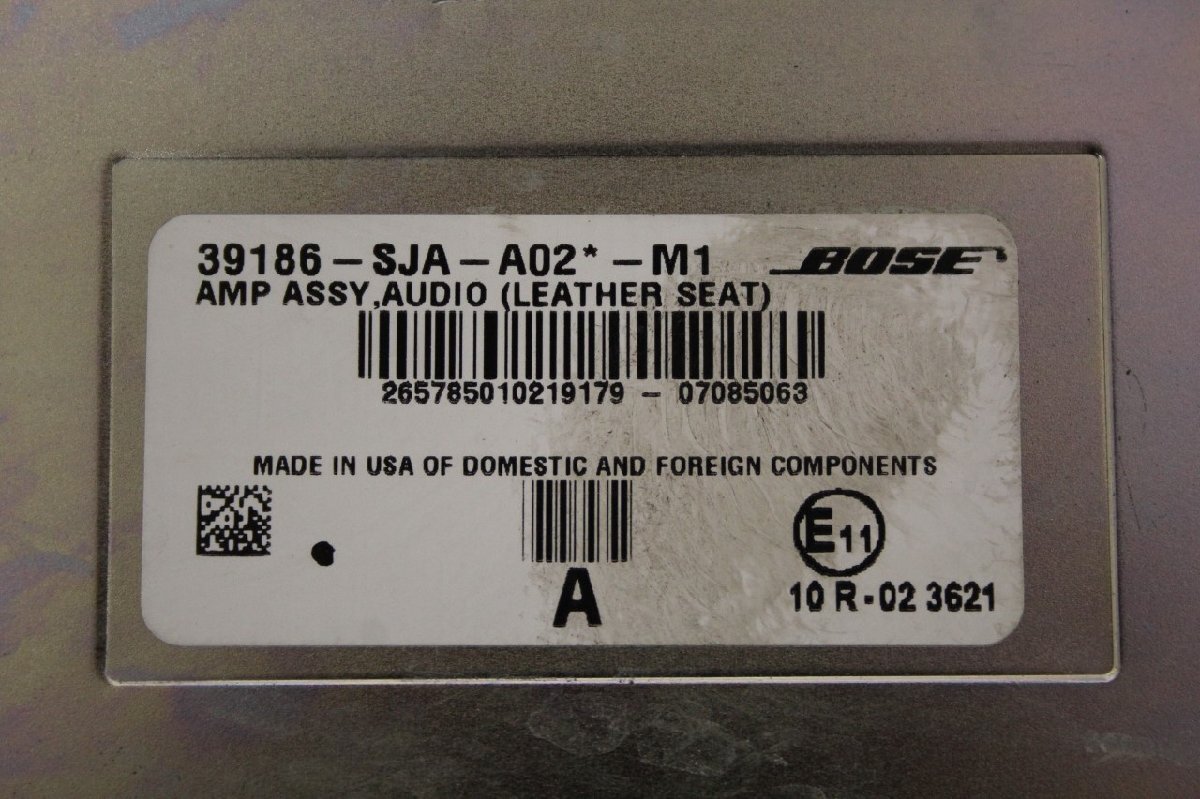 39186-SJA-A02*-M1 BOSE
AMP ASSY,AUDIO (LEATHER SEAT)
265785010219179 - 07085063
MADE IN USA OF DOMESTIC AND FOREIGN COMPONENTS
E11
A
10 R-02 3621